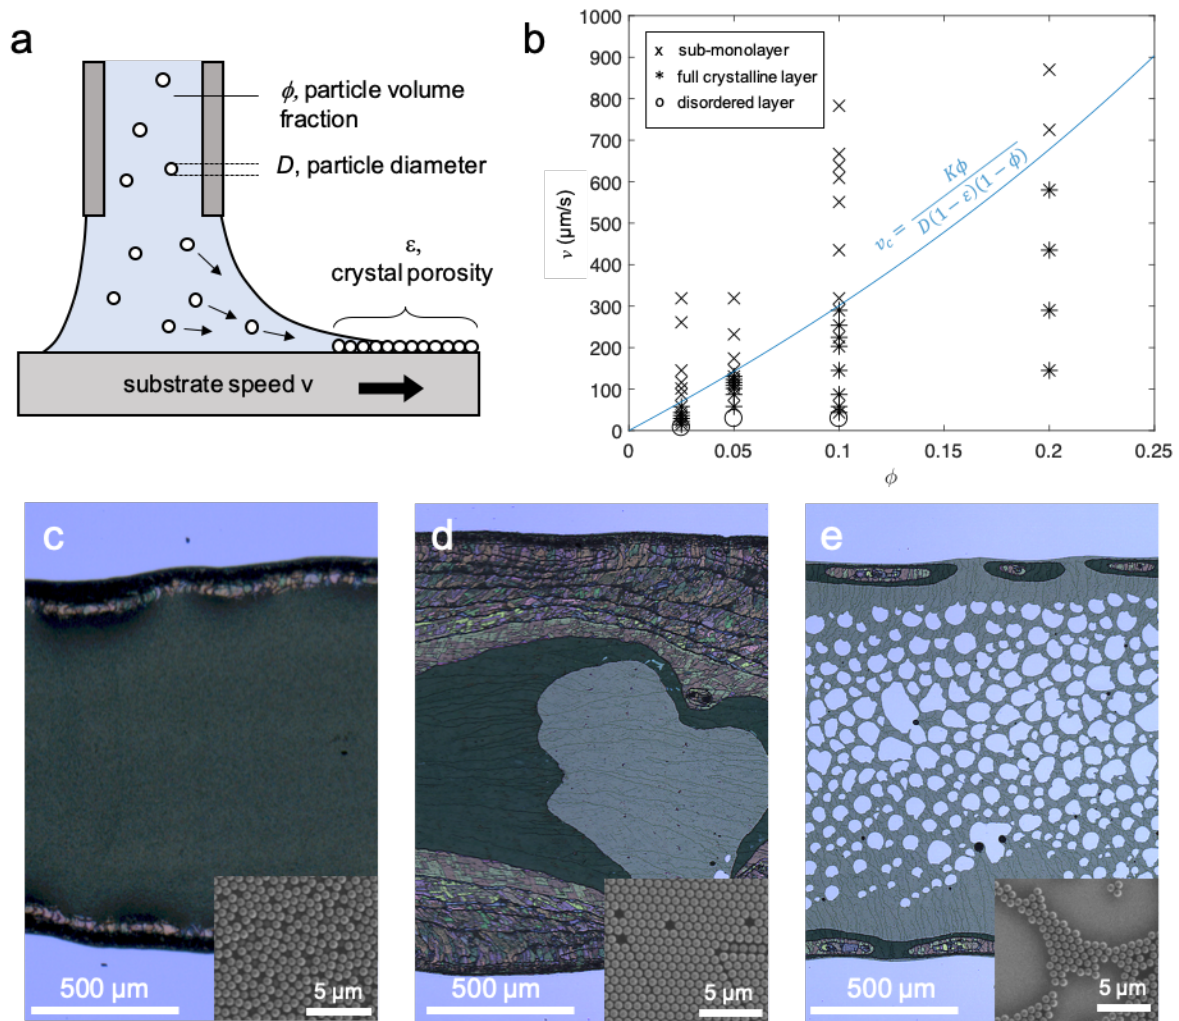 a
ϕ, particle volume
fraction
D, particle diameter
ε,
crystal porosity
substrate speed v
b
1000
900
800
700
600
500
400
300
200
100
0
v (μm/s)
x sub-monolayer
* full crystalline layer
o disordered layer
v_c = Kϕ / D(1 − ε)(1 − ϕ)
0 0.05 0.1 0.15 0.2 0.25
ϕ
c
500 μm
5 μm
d
500 μm
5 μm
e
500 μm
5 μm